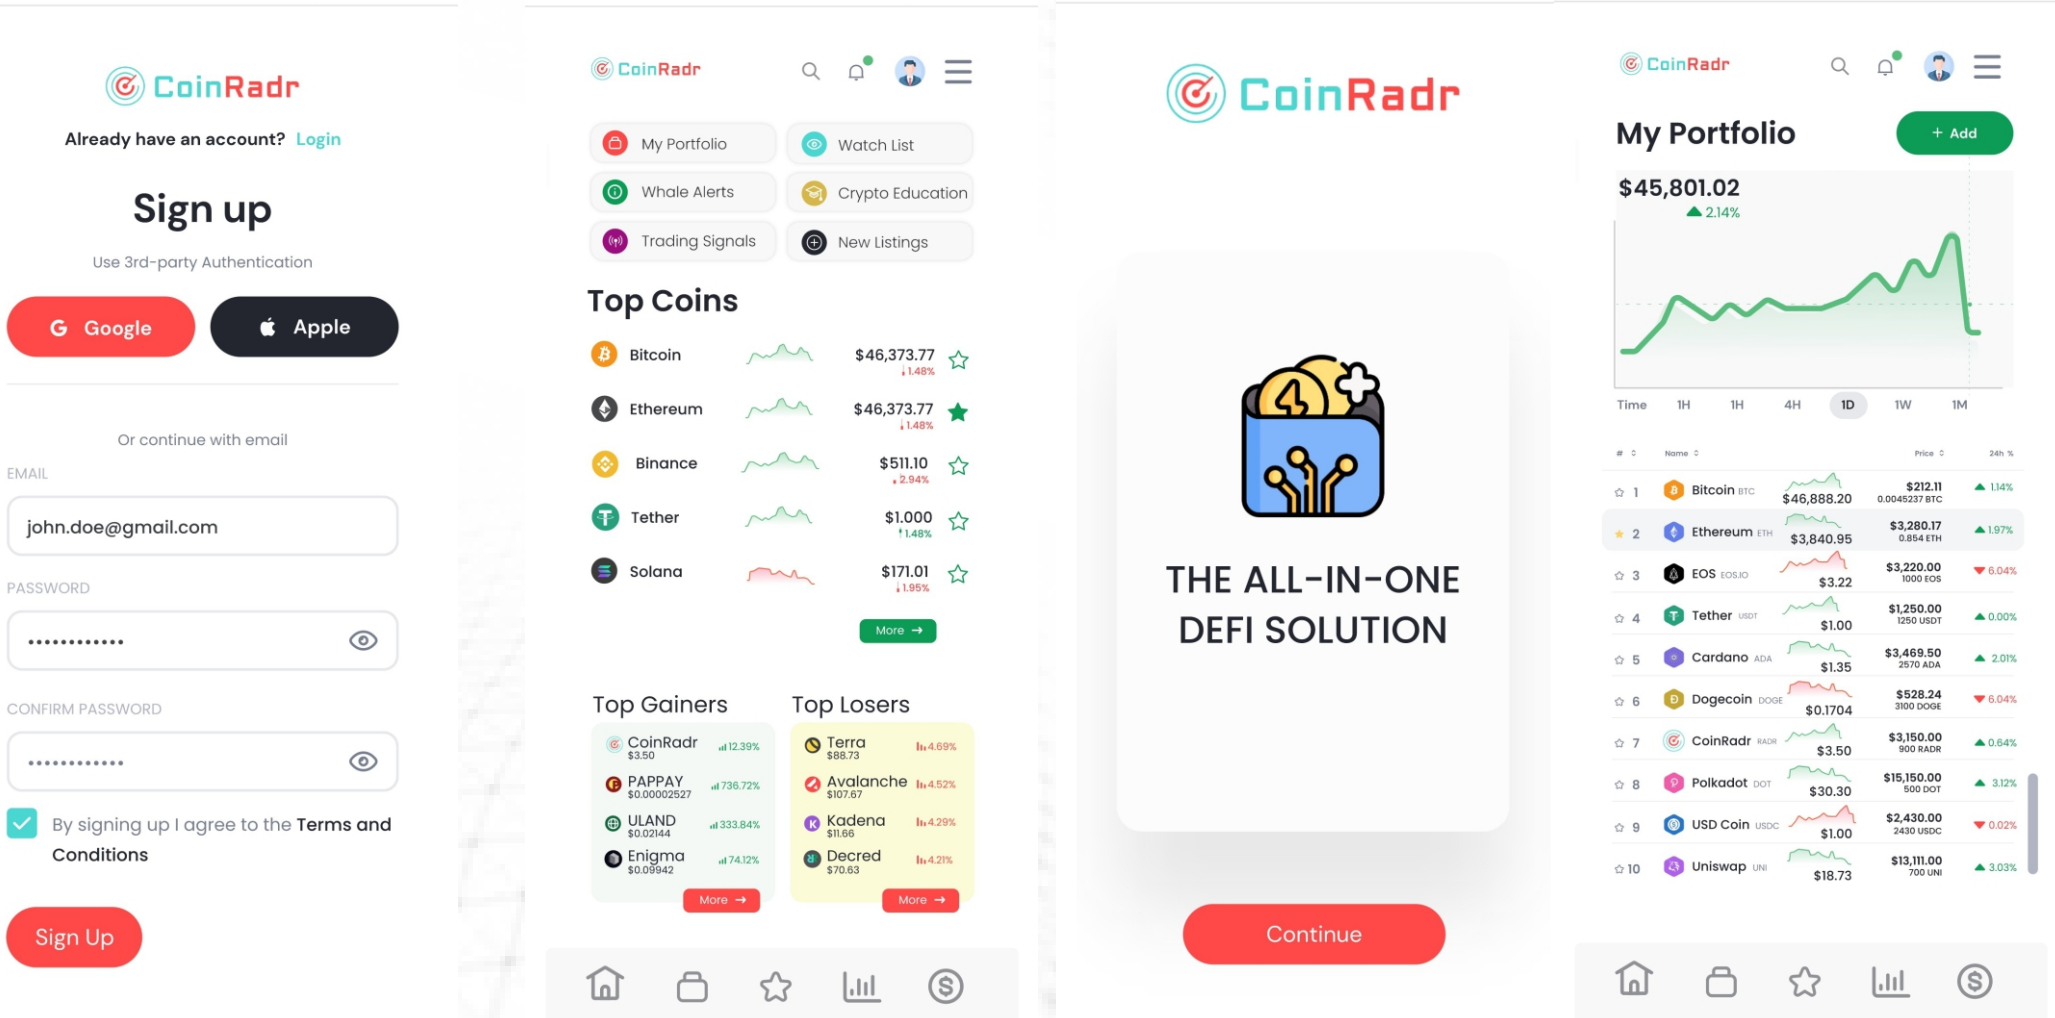 CoinRadr
Already have an account? Login
Sign up
Use 3rd-party Authentication
G Google
Apple
Or continue with email
EMAIL
john.doe@gmail.com
PASSWORD
••••••••••••
CONFIRM PASSWORD
••••••••••••
By signing up I agree to the Terms and
Conditions
Sign Up
CoinRadr
My Portfolio
Watch List
Whale Alerts
Crypto Education
Trading Signals
New Listings
Top Coins
Bitcoin $46,373.77
1.48%
Ethereum $46,373.77
1.48%
Binance $511.10
2.94%
Tether $1.000
1.48%
Solana $171.01
1.95%
More →
Top Gainers
CoinRadr 12.39%
$3.50
PAPPAY 736.72%
$0.00002527
ULAND 333.84%
$0.02144
Enigma 74.12%
$0.09942
More →
Top Losers
Terra 4.69%
$88.73
Avalanche 4.52%
$107.67
Kadena 4.29%
$11.66
Decred 4.21%
$70.63
More →
CoinRadr
THE ALL-IN-ONE
DEFI SOLUTION
Continue
CoinRadr
My Portfolio
+ Add
$45,801.02
2.14%
Time 1H 1H 4H 1D 1W 1M
# Name Price 24h %
1 Bitcoin BTC $46,888.20 $212.11 1.14%
0.0045237 BTC
2 Ethereum ETH $3,840.95 $3,280.17 1.97%
0.854 ETH
3 EOS EOS.IO $3.22 $3,220.00 6.04%
1000 EOS
4 Tether USDT $1.00 $1,250.00 0.00%
1250 USDT
5 Cardano ADA $1.35 $3,469.50 2.01%
2570 ADA
6 Dogecoin DOGE $0.1704 $528.24 6.04%
3100 DOGE
7 CoinRadr RADR $3.50 $3,150.00 0.64%
900 RADR
8 Polkadot DOT $30.30 $15,150.00 3.12%
500 DOT
9 USD Coin USDC $1.00 $2,430.00 0.02%
2430 USDC
10 Uniswap UNI $18.73 $13,111.00 3.03%
700 UNI